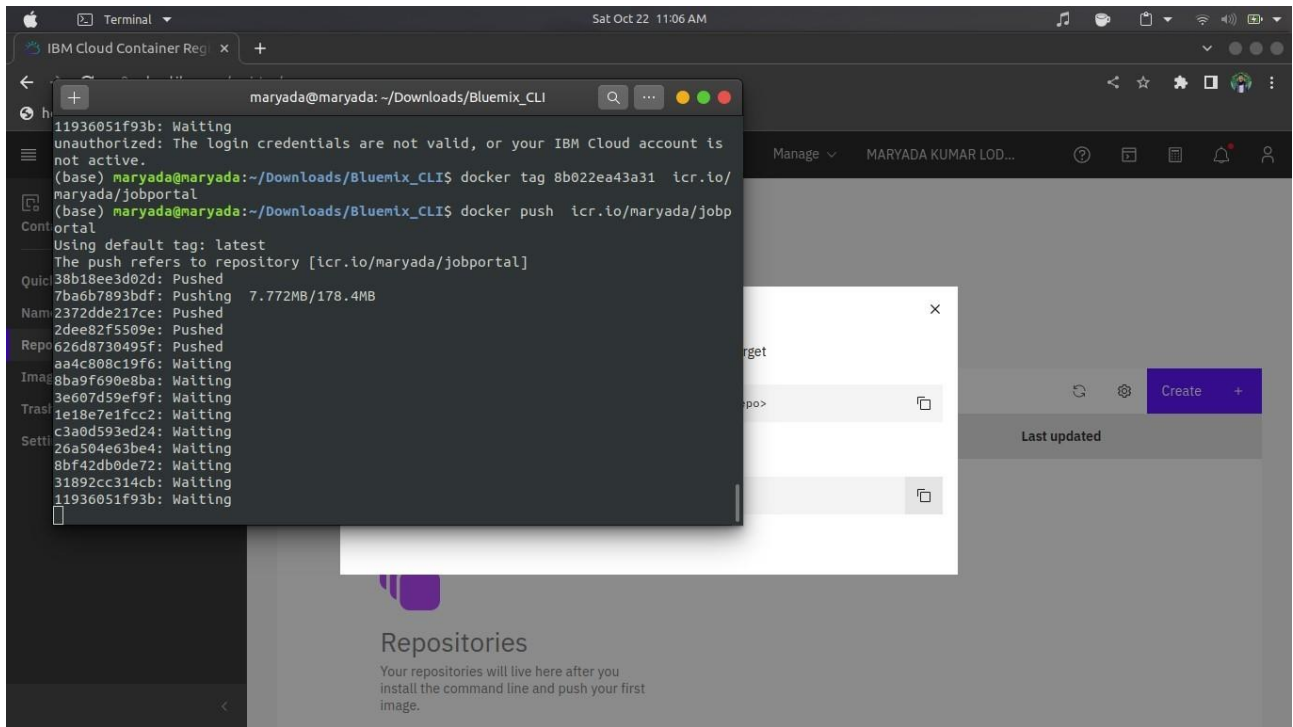 Terminal
Sat Oct 22 11:06 AM
IBM Cloud Container Reg
maryada@maryada: ~/Downloads/Bluemix_CLI
11936051f93b: Waiting
unauthorized: The login credentials are not valid, or your IBM Cloud account is
not active.
(base) maryada@maryada:~/Downloads/Bluemix_CLI$ docker tag 8b022ea43a31  icr.io/
maryada/jobportal
(base) maryada@maryada:~/Downloads/Bluemix_CLI$ docker push  icr.io/maryada/jobp
ortal
Using default tag: latest
The push refers to repository [icr.io/maryada/jobportal]
38b18ee3d02d: Pushed
7ba6b7893bdf: Pushing  7.772MB/178.4MB
2372dde217ce: Pushed
2dee82f5509e: Pushed
626d8730495f: Pushed
aa4c808c19f6: Waiting
8ba9f690e8ba: Waiting
3e607d59ef9f: Waiting
1e18e7e1fcc2: Waiting
c3a0d593ed24: Waiting
26a504e63be4: Waiting
8bf42db0de72: Waiting
31892cc314cb: Waiting
11936051f93b: Waiting
Manage
MARYADA KUMAR LOD...
Cont
Quic
Nam
Repo
Imag
Tras
Setti
rget
epo>
Create +
Last updated
Repositories
Your repositories will live here after you
install the command line and push your first
image.